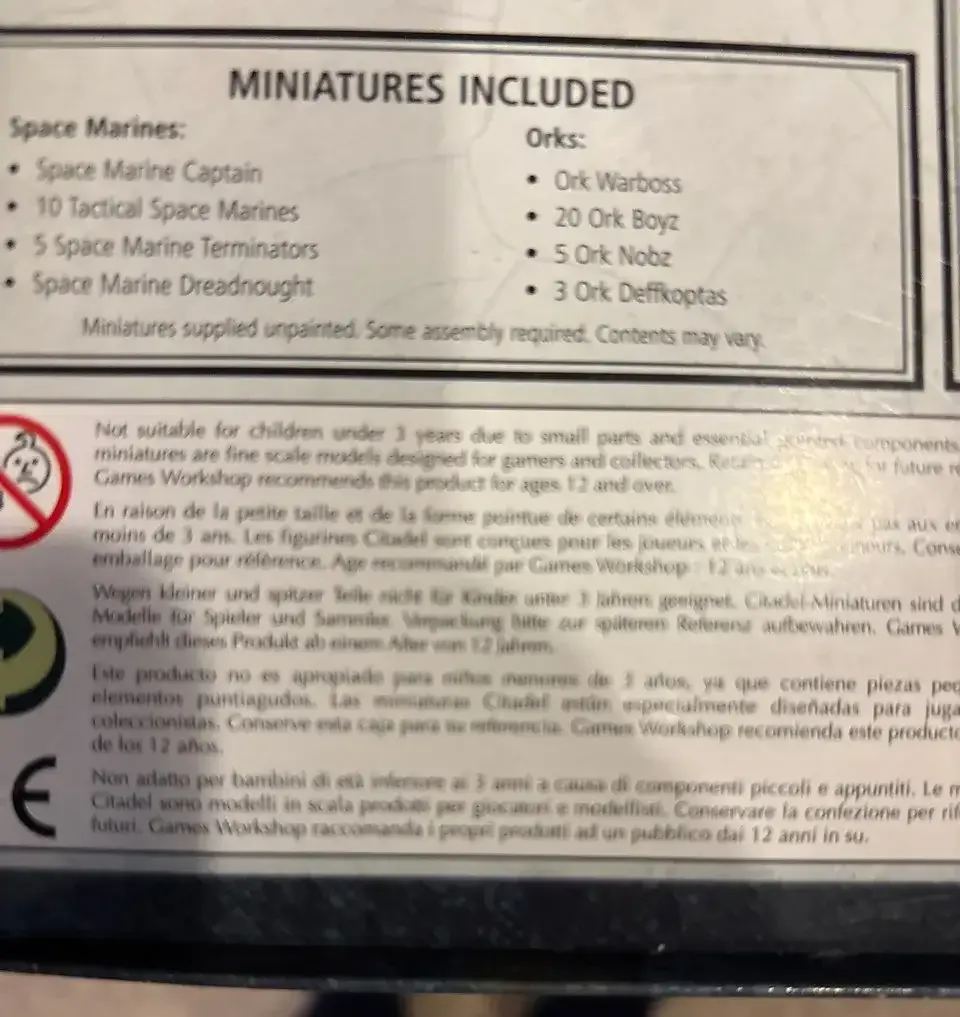 MINIATURES INCLUDED
Space Marines:
• Space Marine Captain
• 10 Tactical Space Marines
• 5 Space Marine Terminators
• Space Marine Dreadnought
Orks:
• Ork Warboss
• 20 Ork Boyz
• 5 Ork Nobz
• 3 Ork Deffkoptas
Miniatures supplied unpainted. Some assembly required. Contents may vary.
Not suitable for children under 3 years due to small parts and essential components
miniatures are fine scale models designed for gamers and collectors. for future
Games Workshop recommends this product for ages 12 and over.
En raison de la petite taille et de la forme pointue de certains pas aux
moins de 3 ans. Les figurines Citadel sont conçues pour les joueurs
emballage pour référence. Age recommandé par Games Workshop : 12 ans
Wegen kleiner und spitzer Teile nicht für Kinder unter 3 Jahren geeignet. Citadel-Miniaturen sind
Modelle für Spieler und Sammler. Verpackung bitte zur späteren Referenz aufbewahren. Games
empfiehlt dieses Produkt ab einem Alter von 12 Jahren.
Este producto no es apropiado para niños menores de 3 años, ya que contiene piezas
elementos puntiagudos. Las miniaturas Citadel están especialmente diseñadas para
coleccionistas. Conserve esta caja para su referencia. Games Workshop recomienda este
de los 12 años.
Non adatto per bambini di età inferiore ai 3 anni a causa di componenti piccoli e appuntiti. Le
Citadel sono modelli in scala prodotti per giocatori e modellisti. Conservare la confezione per
futuri. Games Workshop raccomanda i propri prodotti ad un pubblico dai 12 anni in su.
CE